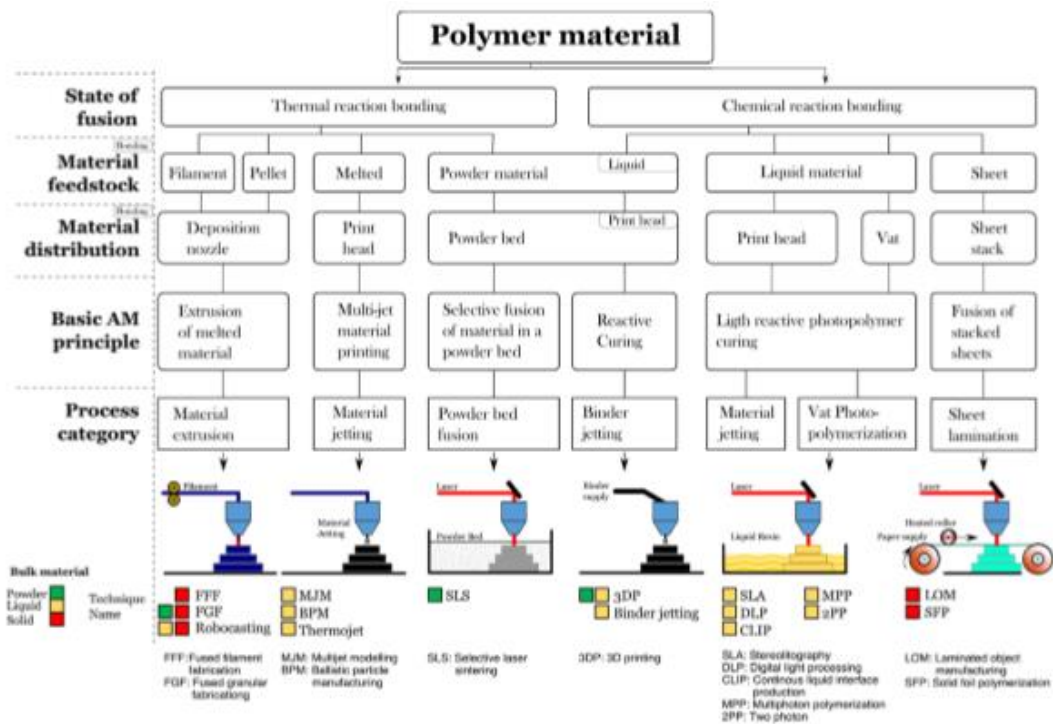 Polymer material
State of
fusion
Thermal reaction bonding
Chemical reaction bonding
Bonding
Material
feedstock
Filament
Pellet
Melted
Powder material
Liquid
Liquid material
Sheet
Bonding
Material
distribution
Deposition
nozzle
Print
head
Powder bed
Print head
Print head
Vat
Sheet
stack
Basic AM
principle
Extrusion
of melted
material
Multi-jet
material
printing
Selective fusion
of material in a
powder bed
Reactive
Curing
Ligth reactive photopolymer
curing
Fusion of
stacked
sheets
Process
category
Material
extrusion
Material
jetting
Powder bed
fusion
Binder
jetting
Material
jetting
Vat Photo-
polymerization
Sheet
lamination
Filament
Material
Jetting
Laser
Powder Bed
Binder
supply
Laser
Liquid Resin
Laser
Heated roller
Paper supply
Bulk material
Powder
Liquid
Solid
Technique
Name
FFF
FGF
Robocasting
MJM
BPM
Thermojet
SLS
3DP
Binder jetting
SLA
DLP
CLIP
MPP
2PP
LOM
SFP
FFF: Fused filament
fabrication
FGF: Fused granular
fabricationg
MJM: Multijet modelling
BPM: Ballistic particle
manufacturing
SLS: Selective laser
sintering
3DP: 3D printing
SLA: Stereolitography
DLP: Digital light processing
CLIP: Continous liquid interface
production
MPP: Multiphoton polymerization
2PP: Two photon
LOM: Laminated object
manufacturing
SFP: Solid foil polymerization